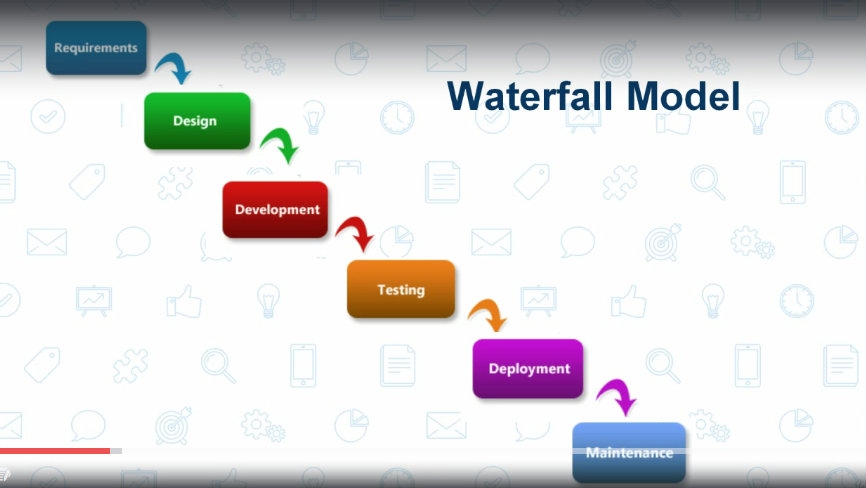 Requirements
Waterfall Model
Design
Development
Testing
Deployment
Maintenance